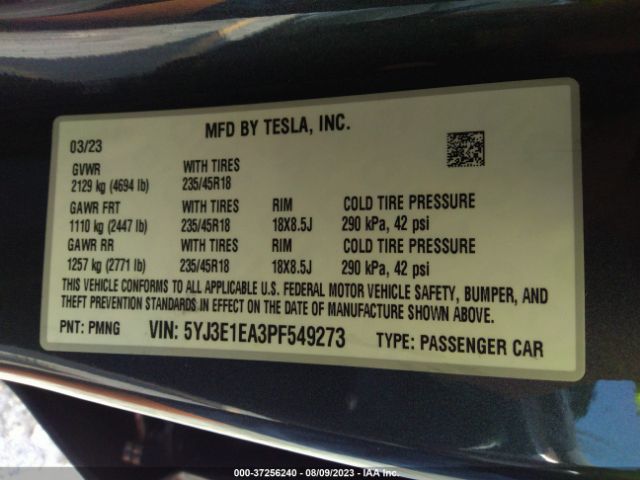 MFD BY TESLA, INC.
03/23
GVWR WITH TIRES
2129 kg (4694 lb) 235/45R18
GAWR FRT WITH TIRES RIM COLD TIRE PRESSURE
1110 kg (2447 lb) 235/45R18 18X8.5J 290 kPa, 42 psi
GAWR RR WITH TIRES RIM COLD TIRE PRESSURE
1257 kg (2771 lb) 235/45R18 18X8.5J 290 kPa, 42 psi
THIS VEHICLE CONFORMS TO ALL APPLICABLE U.S. FEDERAL MOTOR VEHICLE SAFETY, BUMPER, AND
THEFT PREVENTION STANDARDS IN EFFECT ON THE DATE OF MANUFACTURE SHOWN ABOVE.
PNT: PMNG VIN: 5YJ3E1EA3PF549273 TYPE: PASSENGER CAR
000-37256240 - 08/09/2023 - IAA Inc.